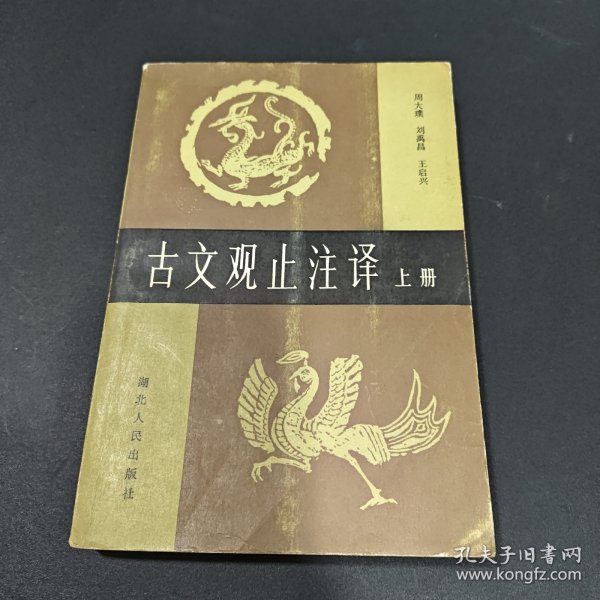 周大璞 刘禹昌 王启兴
古文观止注译 上册
湖北人民出版社
孔夫子旧书网
www.kongfz.com